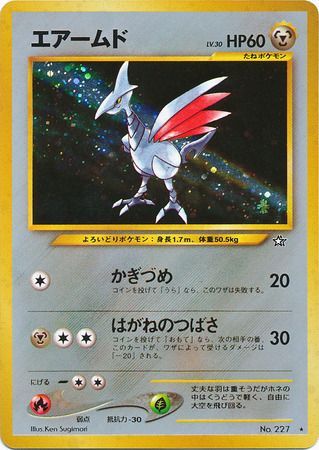 エアームド LV.30 HP60
たねポケモン
よろいどりポケモン：身長1.7m、体重50.5kg
かぎづめ 20
コインを投げて「うら」なら、このワザは失敗する。
はがねのつばさ 30
コインを投げて「おもて」なら、次の相手の番、
このカードが、ワザによって受けるダメージは
「－20」される。
にげる
弱点 抵抗力 -30
丈夫な羽は重そうだがホネの
中はくうどうで軽く、自由に
大空を飛び回る。
Illus. Ken Sugimori No. 227 ★